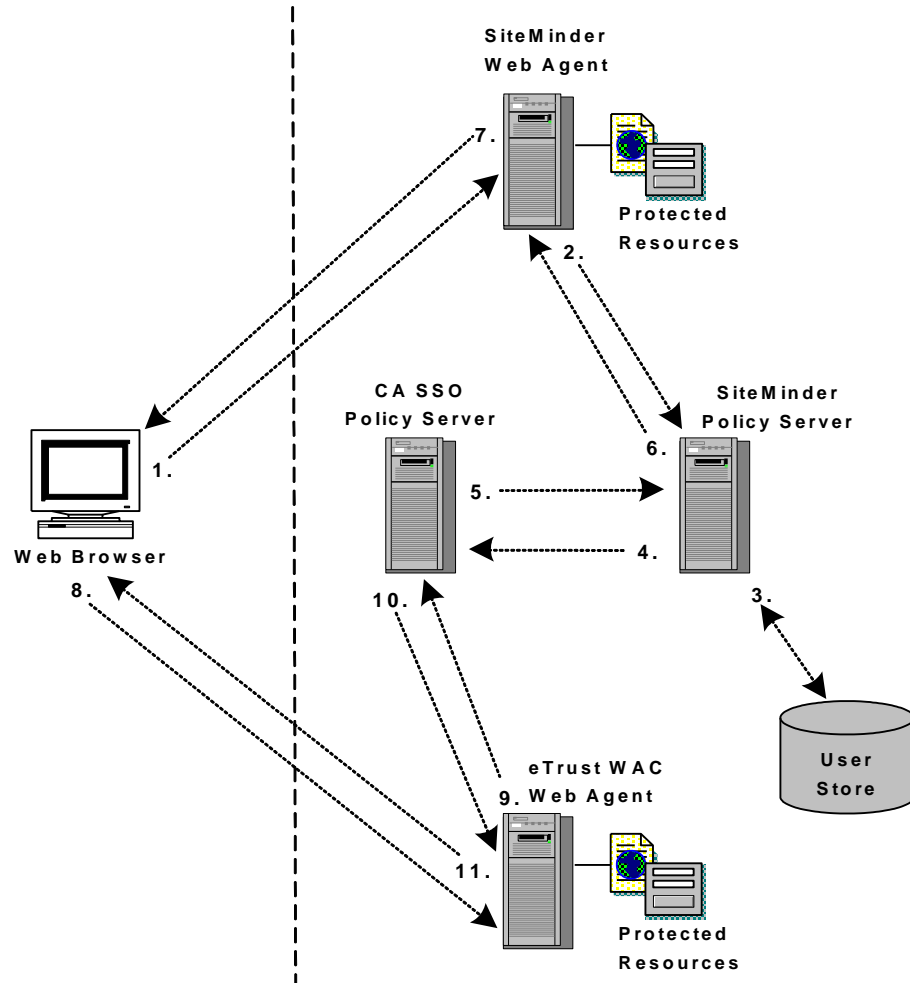 SiteMinder
Web Agent
7.
Protected
Resources
2.
CA SSO
Policy Server
SiteMinder
Policy Server
6.
1.
5.
4.
Web Browser
8.
10.
3.
User
Store
eTrust WAC
Web Agent
9.
11.
Protected
Resources